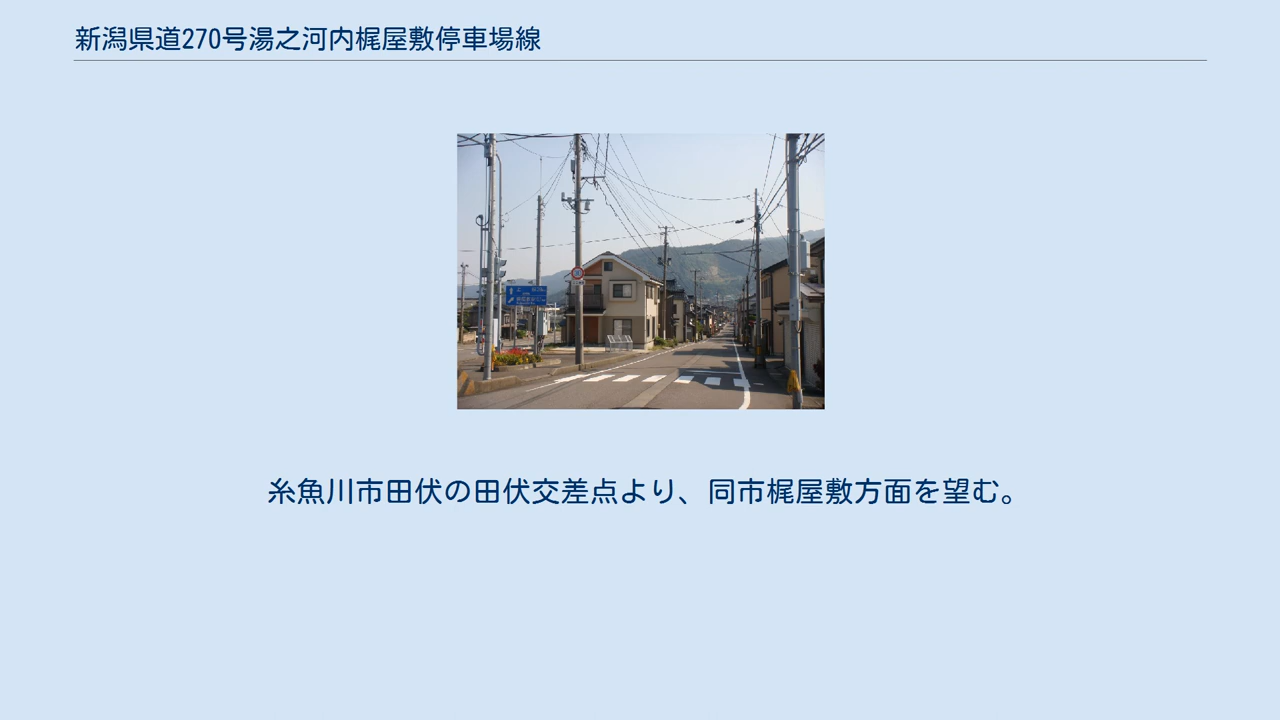 新潟県道270号湯之河内梶屋敷停車場線
糸魚川市田伏の田伏交差点より、同市梶屋敷方面を望む。